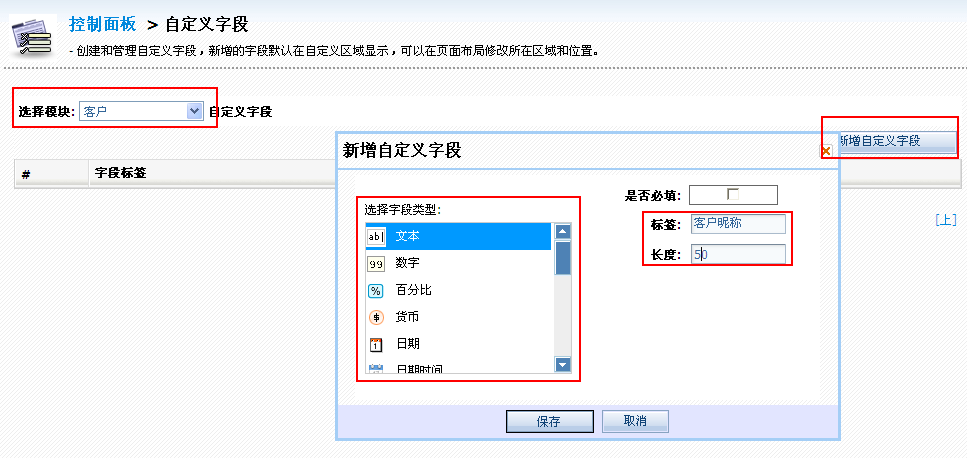 控制面板 > 自定义字段
- 创建和管理自定义字段，新增的字段默认在自定义区域显示，可以在页面布局修改所在区域和位置。
选择模块: 客户 自定义字段
新增自定义字段
# 字段标签
[上]
新增自定义字段
选择字段类型:
ab| 文本
99 数字
% 百分比
$ 货币
1 日期
日期时间
是否必填:
标签: 客户昵称
长度: 50
保存 取消